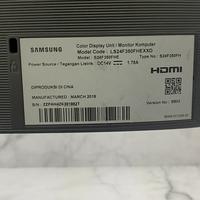 SAMSUNG
Color Display Unit / Monitor Komputer
Model Code : LS24F350FHEXXD
Model : S24F350FHE
Type No : S24F350FH
Power Source / Tegangan Listrik : DC14V 1.78A
HDMI
DIPRODUKSI DI CINA
MANUFACTURED : MARCH 2018
S/N :
Version No. :